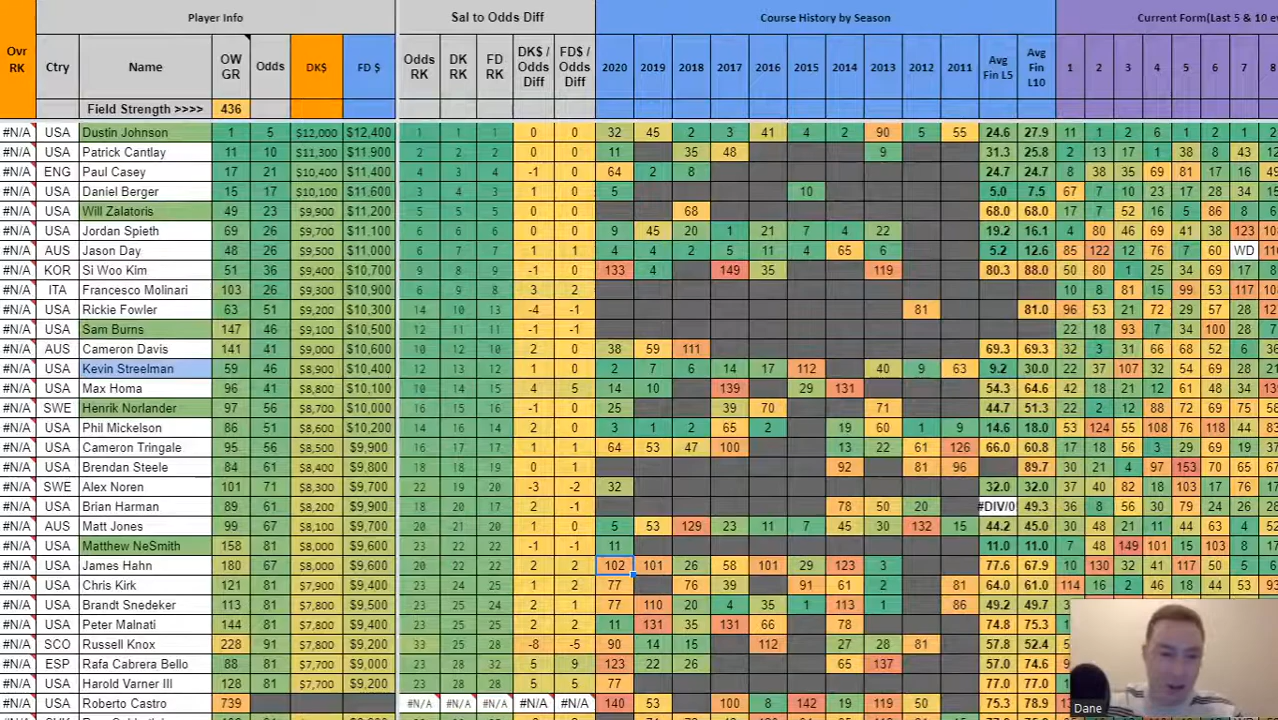 Player Info Sal to Odds Diff Course History by Season Current Form(Last 5 & 10 e
Ovr RK Ctry Name OW GR Odds DK$ FD $ Odds RK DK RK FD RK DK$ / Odds Diff FD$ / Odds Diff 2020 2019 2018 2017 2016 2015 2014 2013 2012 2011 Avg Fin L5 Avg Fin L10 1 2 3 4 5 6 7 8
Field Strength >>>> 436
#N/A USA Dustin Johnson 1 5 $12,000 $12,400 1 1 1 0 0 32 45 2 3 41 4 2 90 5 55 24.6 27.9 11 1 2 6 1 2 1 2
#N/A USA Patrick Cantlay 11 10 $11,300 $11,900 2 2 2 0 0 11 35 48 9 31.3 25.8 2 13 17 1 38 8 43 12
#N/A ENG Paul Casey 17 21 $10,400 $11,400 4 3 4 -1 0 64 2 8 24.7 24.7 8 38 35 69 81 17 66 49
#N/A USA Daniel Berger 15 17 $10,100 $11,600 3 4 3 1 0 5 10 5.0 7.5 67 7 10 23 17 28 34 15
#N/A USA Will Zalatoris 49 23 $9,900 $11,200 5 5 5 0 0 68 68.0 68.0 17 7 52 16 5 86 8 6
#N/A USA Jordan Spieth 69 26 $9,700 $11,100 6 6 6 0 0 9 45 20 1 21 7 4 22 19.2 16.1 4 80 46 69 41 38 123 10
#N/A AUS Jason Day 48 26 $9,500 $11,000 6 7 7 1 1 4 4 2 5 11 4 65 6 5.2 12.6 85 122 12 76 7 60 WD 11
#N/A KOR Si Woo Kim 51 36 $9,400 $10,700 9 8 9 -1 0 133 4 149 35 119 80.3 88.0 50 80 1 25 34 17 8
#N/A ITA Francesco Molinari 103 26 $9,300 $10,900 6 9 8 3 2 10 8 81 15 99 53 117 10
#N/A USA Rickie Fowler 63 51 $9,200 $10,300 14 10 13 -4 -1 81 81.0 96 53 21 72 29 57 28 12
#N/A USA Sam Burns 147 46 $9,100 $10,500 12 11 11 -1 -1 22 18 93 7 34 100 28 7
#N/A AUS Cameron Davis 141 41 $9,000 $10,600 10 12 10 2 0 38 59 111 69.3 69.3 32 3 31 66 68 52 28 3
#N/A USA Kevin Streelman 59 46 $8,900 $10,400 12 13 12 1 0 2 7 6 14 17 112 40 9 63 9.2 30.0 22 37 107 32 54 69 28 6
#N/A USA Max Homa 96 41 $8,800 $10,100 10 14 15 4 5 14 10 139 29 131 54.3 64.6 42 18 21 12 61 48 34 13
#N/A SWE Henrik Norlander 97 56 $8,700 $10,000 16 15 16 -1 0 25 39 70 71 44.7 51.3 22 2 12 88 72 69 75 58
#N/A USA Phil Mickelson 86 51 $8,600 $10,200 14 16 14 2 0 3 1 2 65 2 19 60 1 9 14.6 18.0 53 124 55 108 76 118 44 83
#N/A USA Cameron Tringale 95 56 $8,500 $9,900 16 17 17 1 1 64 53 47 100 13 22 61 126 66.0 60.8 17 18 56 3 29 69 19 13
#N/A USA Brendan Steele 84 61 $8,400 $9,800 18 18 19 0 1 92 81 96 89.7 30 21 4 97 153 70 65 67
#N/A SWE Alex Noren 101 71 $8,300 $9,700 22 19 20 -3 -2 32 32.0 32.0 37 40 82 18 103 17 76 16
#N/A USA Brian Harman 89 61 $8,200 $9,900 18 20 17 2 -1 78 50 20 #DIV/0 49.3 36 8 56 30 79 13 29 5
#N/A AUS Matt Jones 99 67 $8,100 $9,700 20 21 20 1 0 5 53 129 23 11 7 45 30 132 15 44.2 45.0 30 48 21 11 44 63 4 52
#N/A USA Matthew NeSmith 158 81 $8,000 $9,600 23 22 22 -1 -1 11 11.0 11.0 7 48 149 101 15 103 8 17
#N/A USA James Hahn 180 67 $8,000 $9,600 20 22 22 2 2 102 101 26 58 101 29 123 3 77.6 67.9 10 130 32 41 117 50 5 6
#N/A USA Chris Kirk 121 81 $7,900 $9,400 23 24 25 1 2 77 76 39 91 61 2 81 64.0 61.0 114 16 2 46 18 44 53 93
#N/A USA Brandt Snedeker 113 81 $7,800 $9,500 23 25 24 2 1 77 110 20 4 35 1 113 1 86 49.2 49.7
#N/A USA Peter Malnati 144 81 $7,800 $9,400 23 25 25 2 2 11 131 35 131 66 78 74.8 75.3
#N/A SCO Russell Knox 228 91 $7,800 $9,200 33 25 28 -8 -5 90 14 15 112 27 28 81 57.8 52.4
#N/A ESP Rafa Cabrera Bello 88 81 $7,700 $9,000 23 28 32 5 9 123 22 26 65 137 57.0 74.6
#N/A USA Harold Varner III 128 81 $7,700 $9,200 23 28 28 5 5 77 77.0 77.0
#N/A USA Roberto Castro 739 #N/A #N/A #N/A #N/A #N/A 140 53 100 8 142 19 119 50 75.3 78.9
Dane